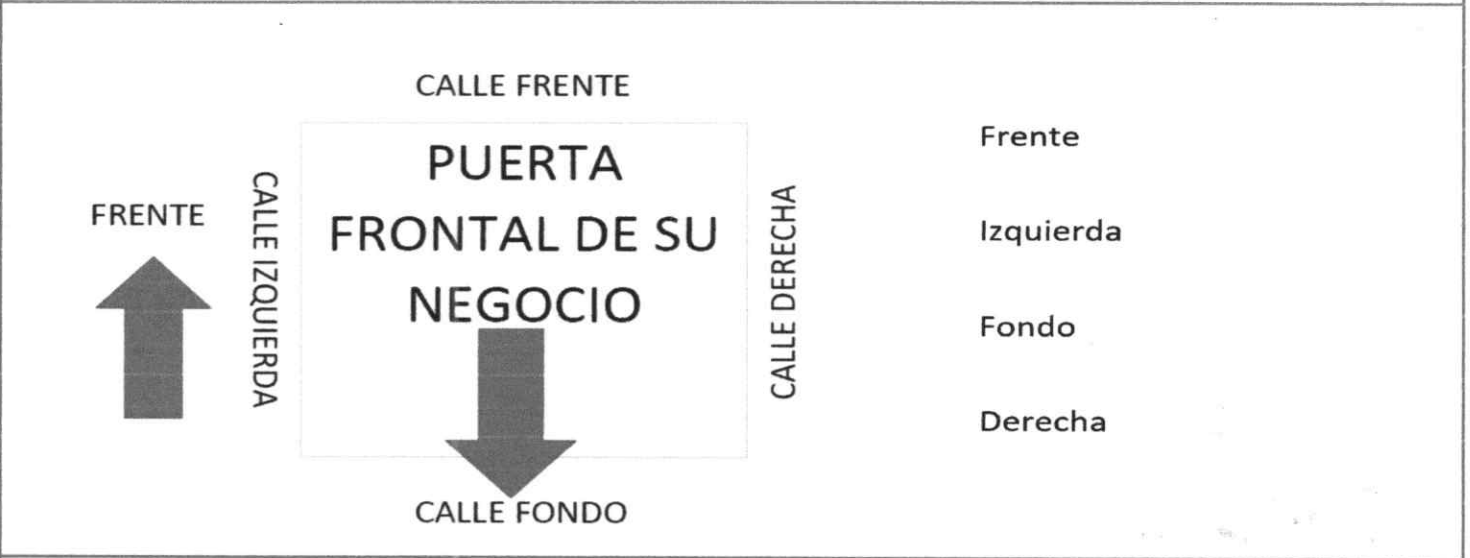 CALLE FRENTE
PUERTA
FRONTAL DE SU
NEGOCIO
FRENTE
CALLE IZQUIERDA
CALLE DERECHA
CALLE FONDO
Frente
Izquierda
Fondo
Derecha